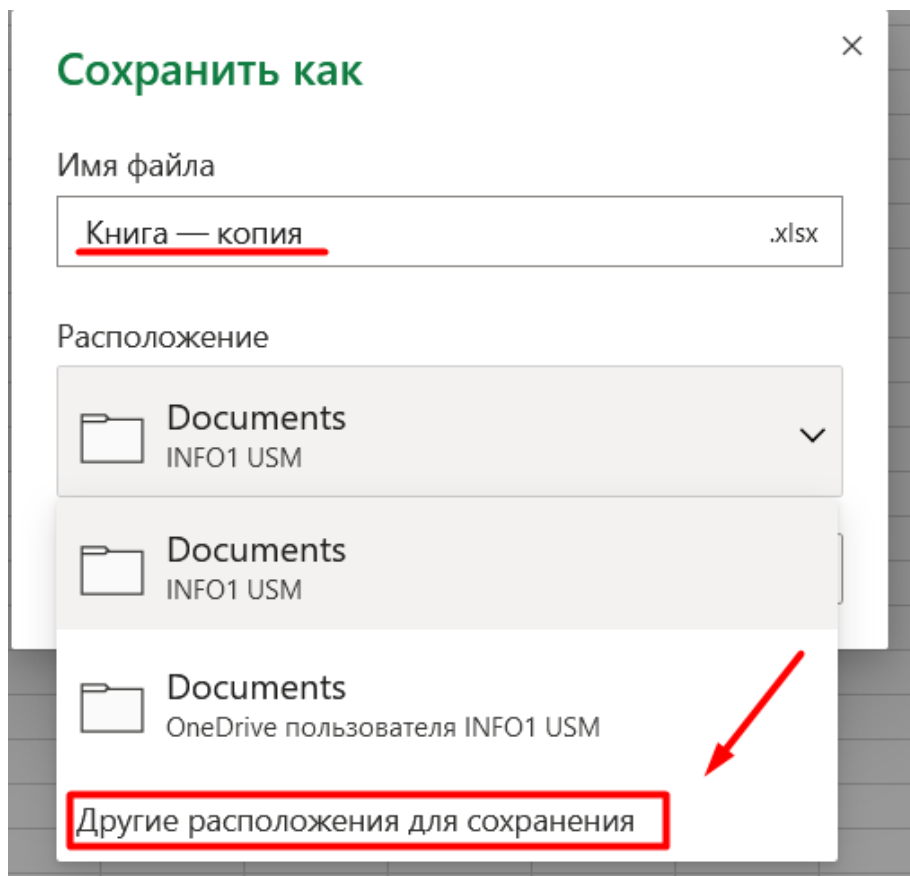 Сохранить как
Имя файла
Книга — копия .xlsx
Расположение
Documents
INFO1 USM
Documents
INFO1 USM
Documents
OneDrive пользователя INFO1 USM
Другие расположения для сохранения